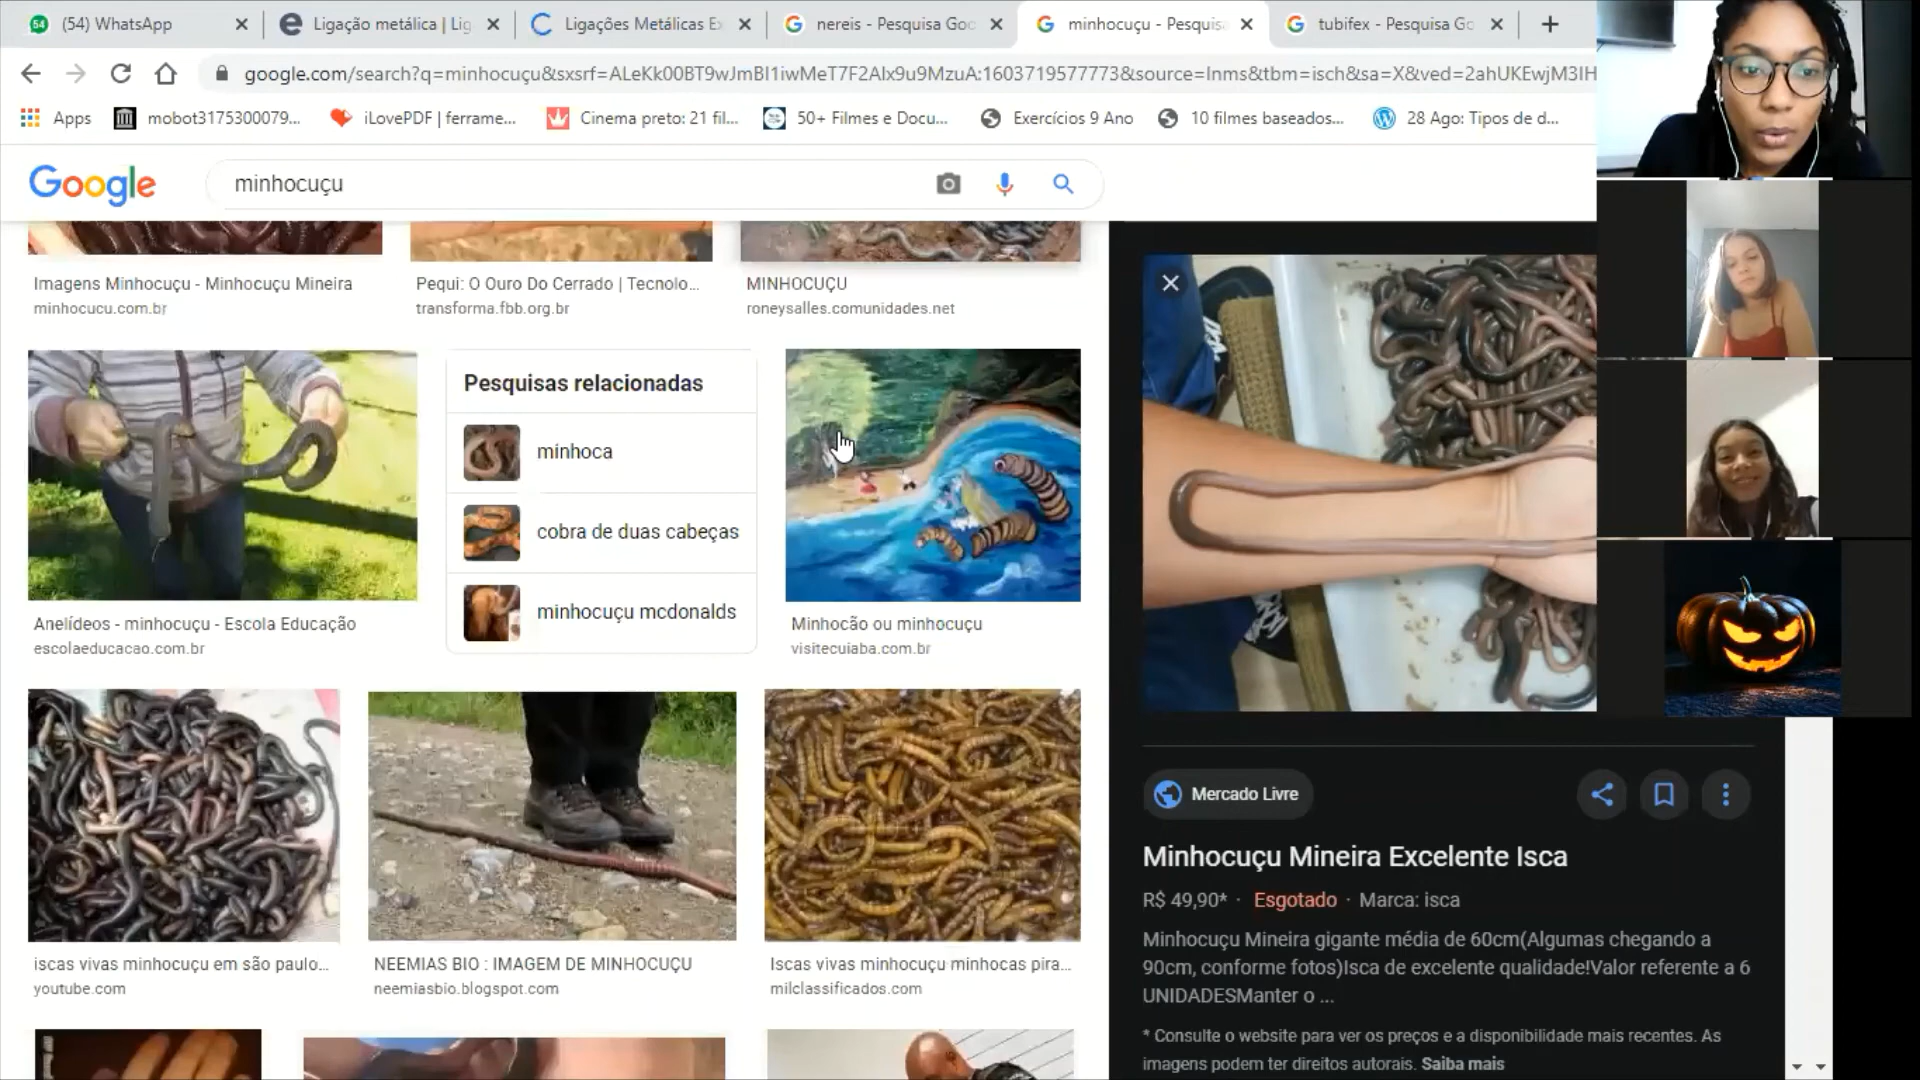 (54) WhatsApp
Ligação metálica | Lig
Ligações Metálicas Ex
nereis - Pesquisa Goo
minhocuçu - Pesquisa
tubifex - Pesquisa Go
google.com/search?q=minhocuçu&sxsrf=ALeKk00BT9wJmBI1iwMeT7F2Alx9u9MzuA:1603719577773&source=lnms&tbm=isch&sa=X&ved=2ahUKEwjM3IH
Apps
mobot3175300079...
iLovePDF | ferrame...
Cinema preto: 21 fil...
50+ Filmes e Docu...
Exercícios 9 Ano
10 filmes baseados...
28 Ago: Tipos de d...
Google
minhocuçu
Imagens Minhocuçu - Minhocuçu Mineira
minhocucu.com.br
Pequi: O Ouro Do Cerrado | Tecnolo...
transforma.fbb.org.br
MINHOCUÇU
roneysalles.comunidades.net
Anelídeos - minhocuçu - Escola Educação
escolaeducacao.com.br
Pesquisas relacionadas
minhoca
cobra de duas cabeças
minhocuçu mcdonalds
Minhocão ou minhocuçu
visitecuiaba.com.br
iscas vivas minhocuçu em são paulo...
youtube.com
NEEMIAS BIO : IMAGEM DE MINHOCUÇU
neemiasbio.blogspot.com
Iscas vivas minhocuçu minhocas pira...
milclassificados.com
Mercado Livre
Minhocuçu Mineira Excelente Isca
R$ 49,90* · Esgotado · Marca: isca
Minhocuçu Mineira gigante média de 60cm(Algumas chegando a
90cm, conforme fotos)Isca de excelente qualidade!Valor referente a 6
UNIDADESManter o ...
* Consulte o website para ver os preços e a disponibilidade mais recentes. As
imagens podem ter direitos autorais. Saiba mais